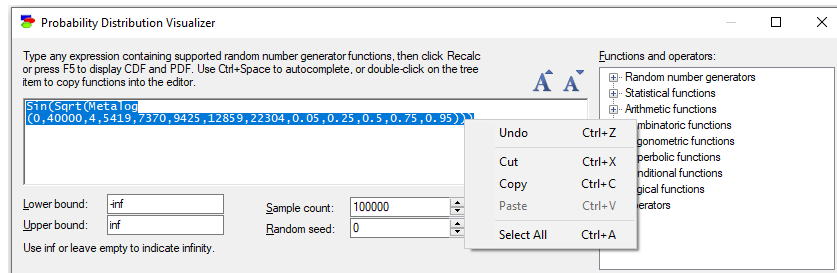 Probability Distribution Visualizer
Type any expression containing supported random number generator functions, then click Recalc
or press F5 to display CDF and PDF. Use Ctrl+Space to autocomplete, or double-click on the tree
item to copy functions into the editor.
A A
Functions and operators:
Random number generators
Statistical functions
Arithmetic functions
ombinatoric functions
gonometric functions
perbolic functions
nditional functions
gical functions
erators
Sin(Sqrt(Metalog
(0,40000,4,5419,7370,9425,12859,22304,0.05,0.25,0.5,0.75,0.95)))
Undo Ctrl+Z
Cut Ctrl+X
Copy Ctrl+C
Paste Ctrl+V
Select All Ctrl+A
Lower bound: -inf
Upper bound: inf
Use inf or leave empty to indicate infinity.
Sample count: 100000
Random seed: 0